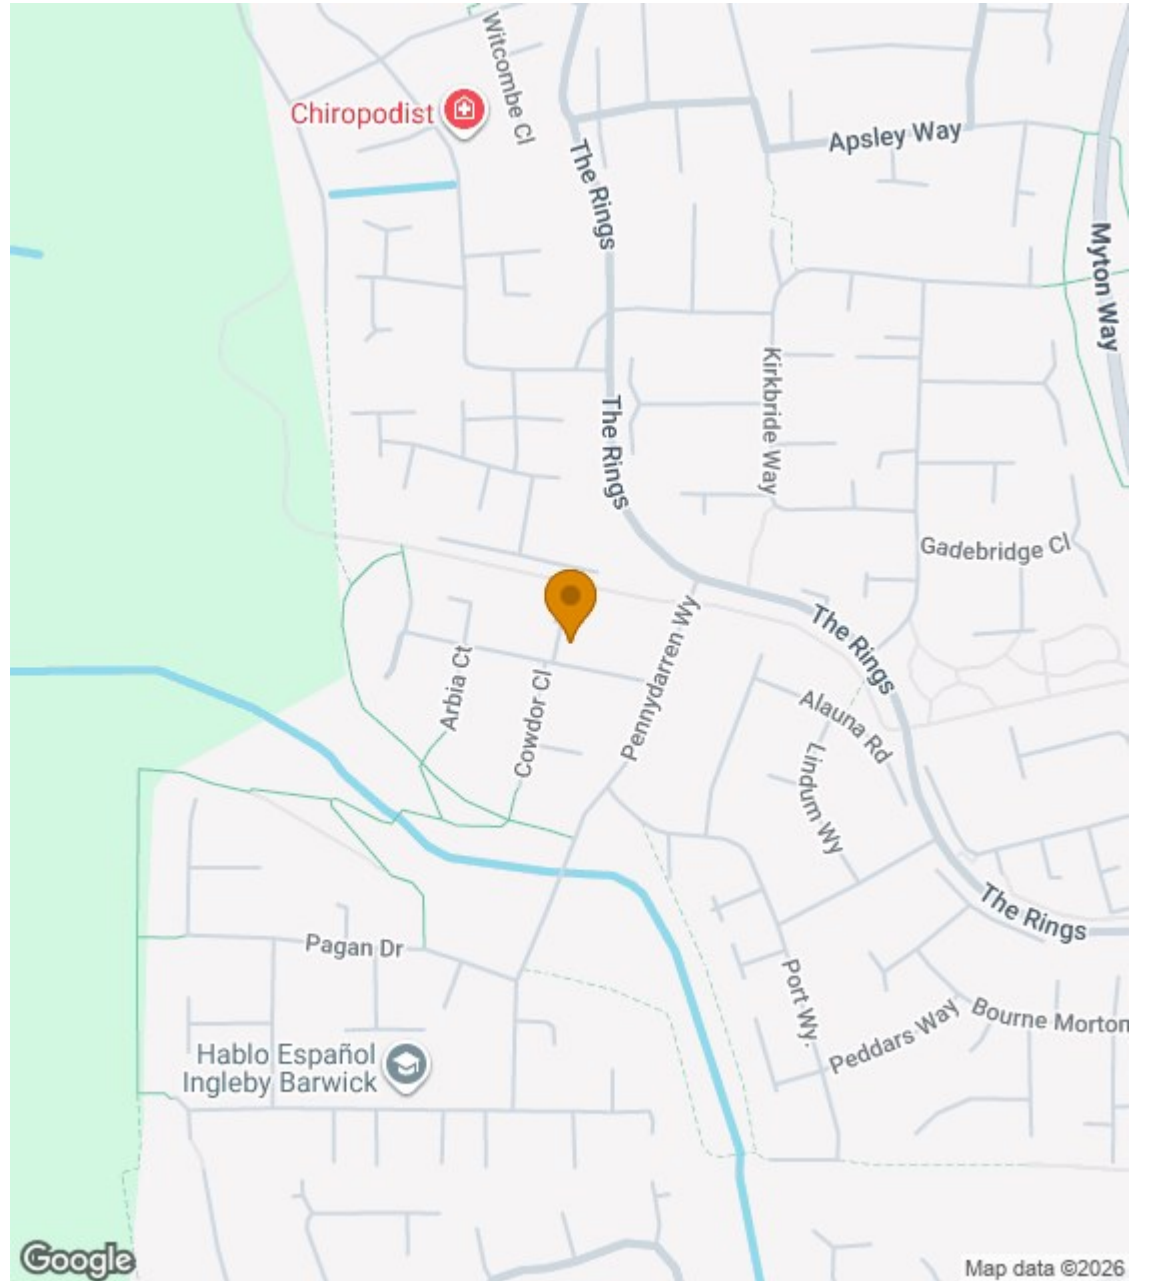 Witcombe Cl
Chiropodist
The Rings
Apsley Way
Myton Way
Kirkbride Way
The Rings
Gadebridge Cl
Pennydarren Wy
The Rings
Arbia Ct
Cowdor Cl
Alauna Rd
Lindum Wy
The Rings
Pagan Dr
Port Wy.
Peddars Way
Bourne Morton
Hablo Español
Ingleby Barwick
Google
Map data ©2026